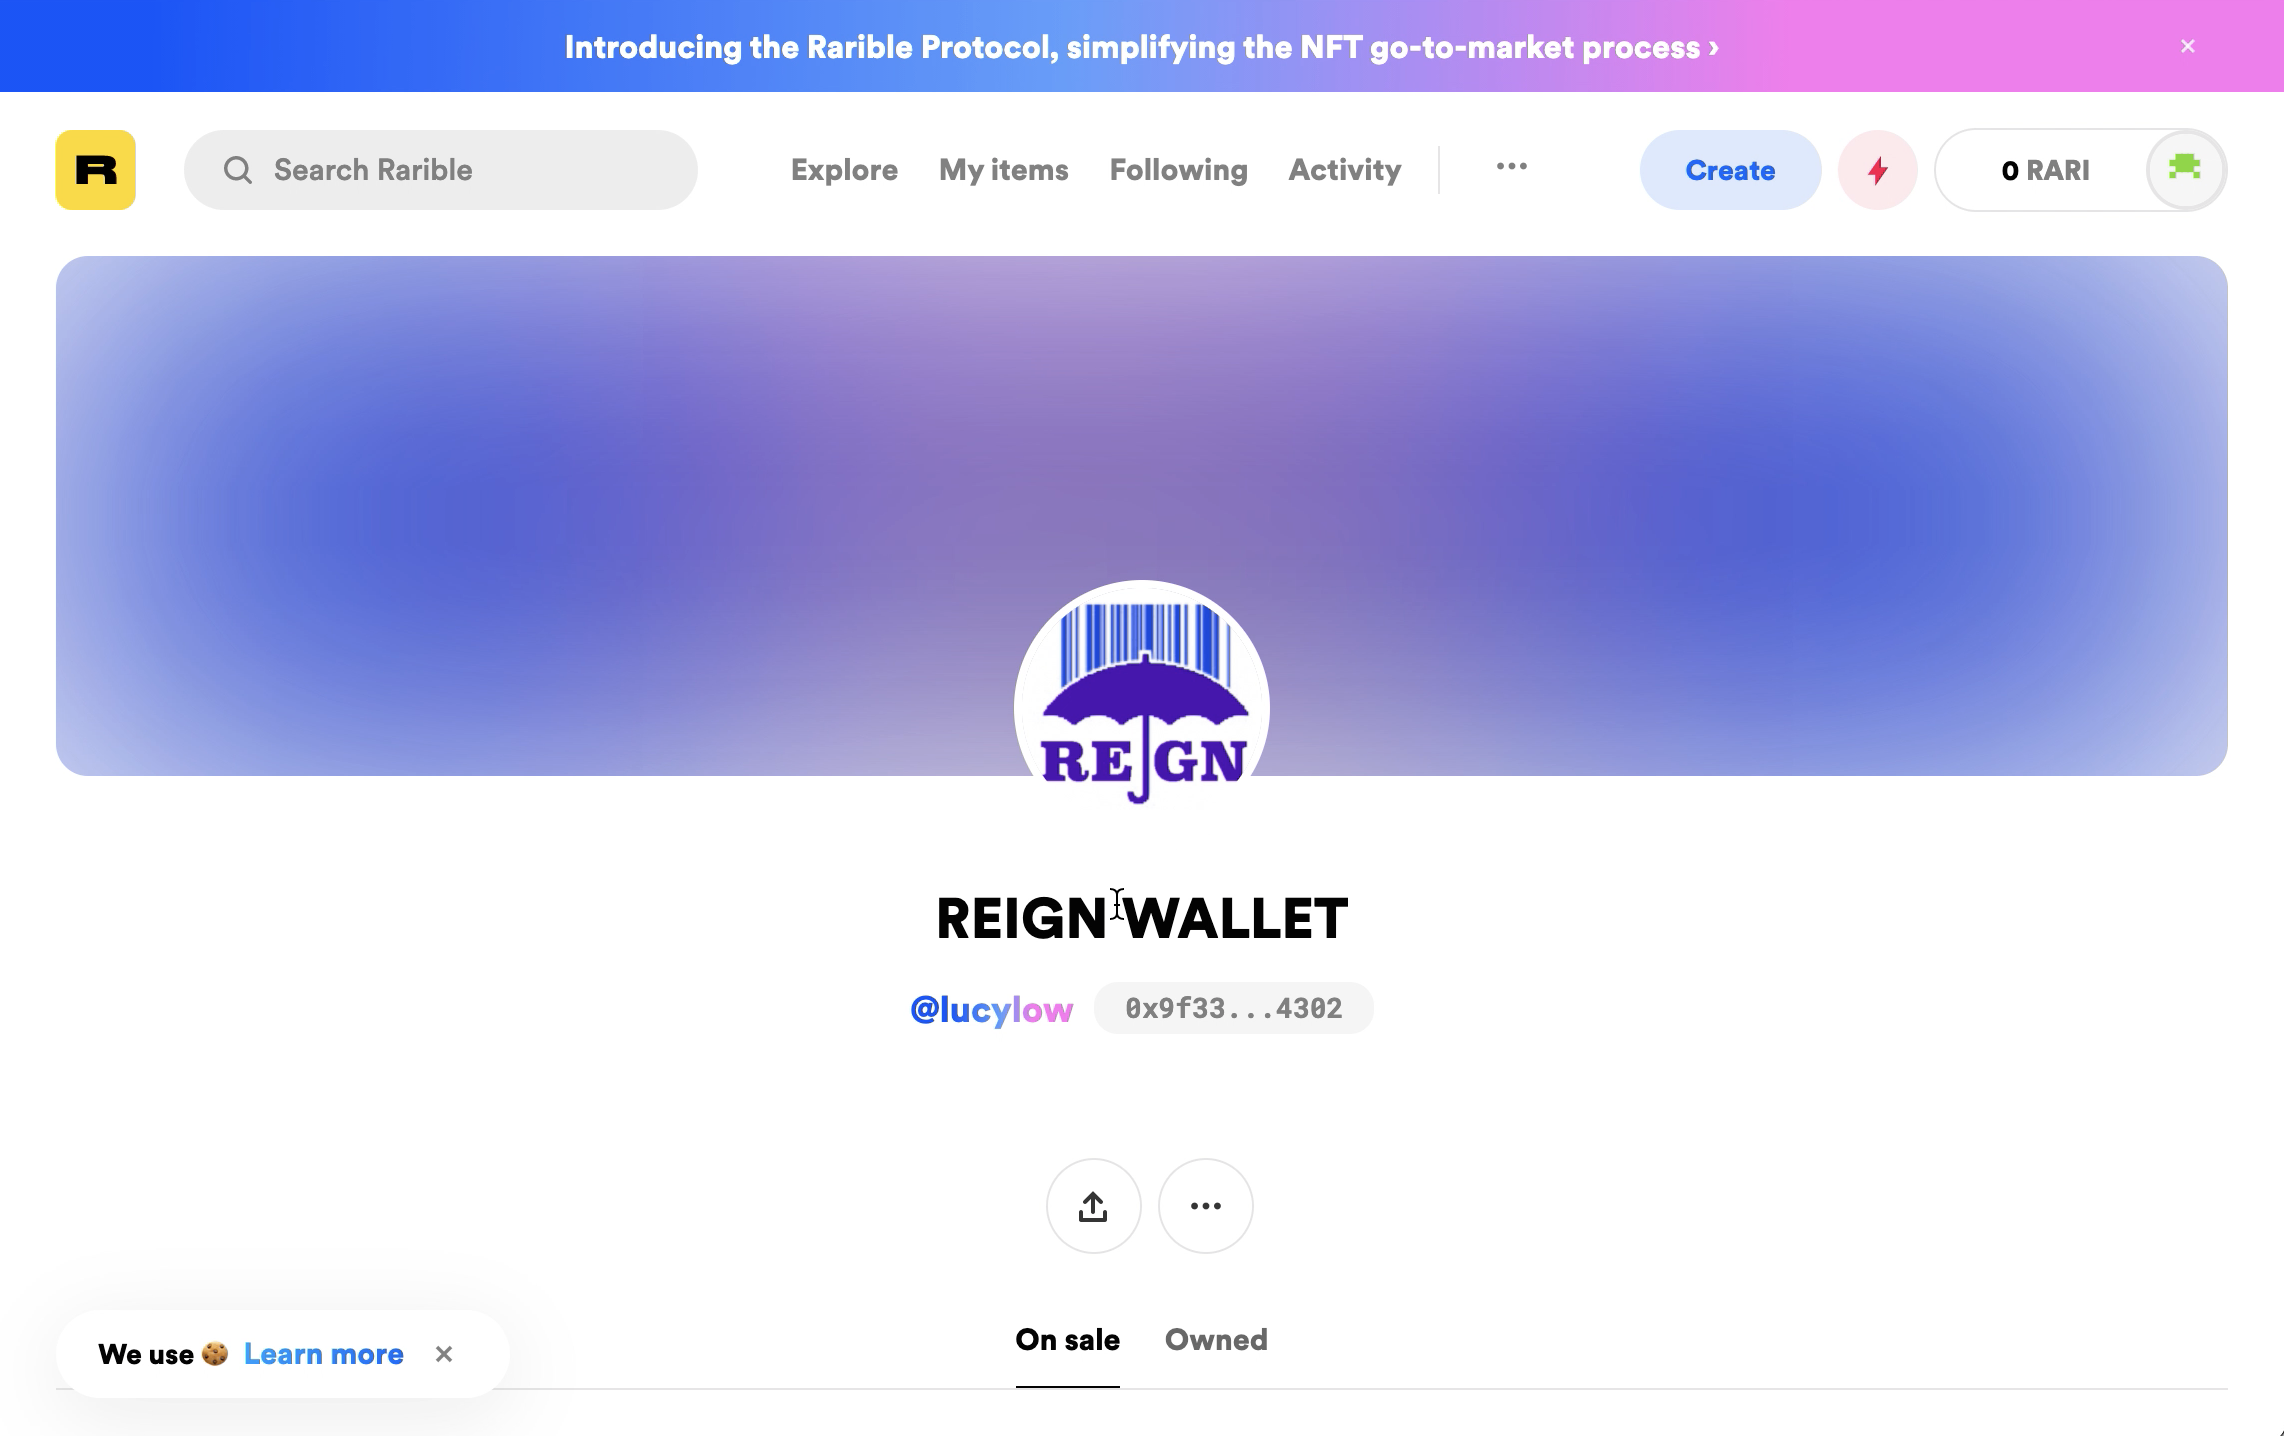 Introducing the Rarible Protocol, simplifying the NFT go-to-market process ›
R
Search Rarible
Explore
My items
Following
Activity
Create
0 RARI
REIGN
REIGN WALLET
@lucylow
0x9f33...4302
On sale
Owned
We use 🍪 Learn more